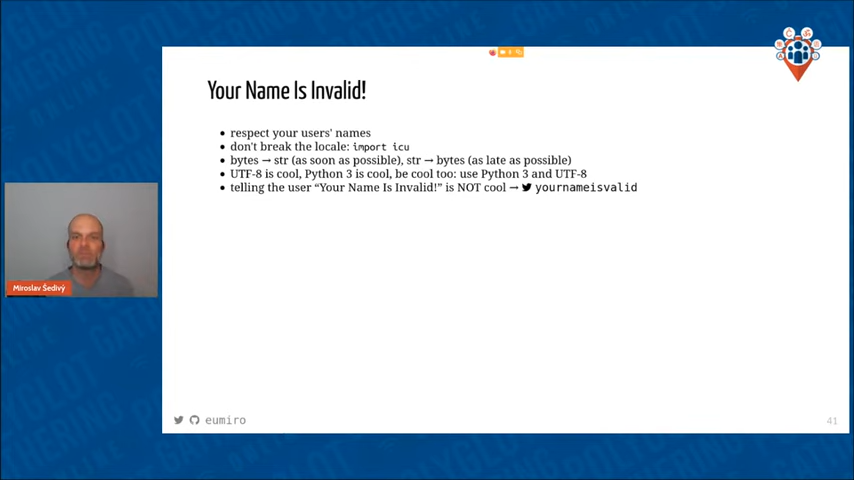 Your Name Is Invalid!
• respect your users' names
• don't break the locale: import icu
• bytes → str (as soon as possible), str → bytes (as late as possible)
• UTF-8 is cool, Python 3 is cool, be cool too: use Python 3 and UTF-8
• telling the user “Your Name Is Invalid!” is NOT cool → yournameisvalid
Miroslav Šedivý
eumiro
41
POLYGLOT
GATHERING
ONLINE